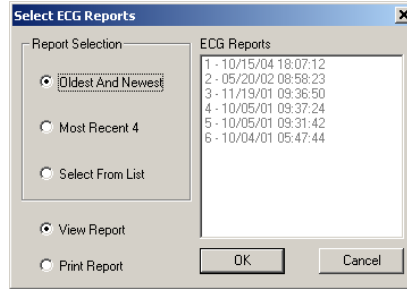 Select ECG Reports
Report Selection
Oldest And Newest
Most Recent 4
Select From List
View Report
Print Report
ECG Reports
1 - 10/15/04 18:07:12
2 - 05/20/02 08:58:23
3 - 11/19/01 09:36:50
4 - 10/05/01 09:37:24
5 - 10/05/01 09:31:42
6 - 10/04/01 05:47:44
OK
Cancel